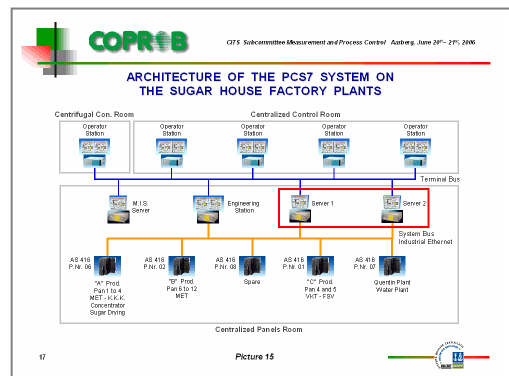 COPROB
CITS Subcommittee Measurement and Process Control Aarberg, June 20th – 21st, 2006
ARCHITECTURE OF THE PCS7 SYSTEM ON
THE SUGAR HOUSE FACTORY PLANTS
Centrifugal Con. Room
Centralized Control Room
Operator
Station
Operator
Station
Operator
Station
Operator
Station
Operator
Station
Terminal Bus
M.I.S.
Server
Engineering
Station
Server 1
Server 2
System Bus
Industrial Ethernet
AS 416
P.Nr. 06
"A" Prod.
Pan 1 to 4
MET - K.K.K.
Concentrator
Sugar Drying
AS 416
P.Nr. 02
"B" Prod.
Pan 6 to 12
MET
AS 416
P.Nr. 08
Spare
AS 416
P.Nr. 01
"C" Prod.
Pan 4 and 5
VKT - FSV
AS 416
P.Nr. 07
Quentin Plant
Water Plant
Centralized Panels Room
17
Picture 15